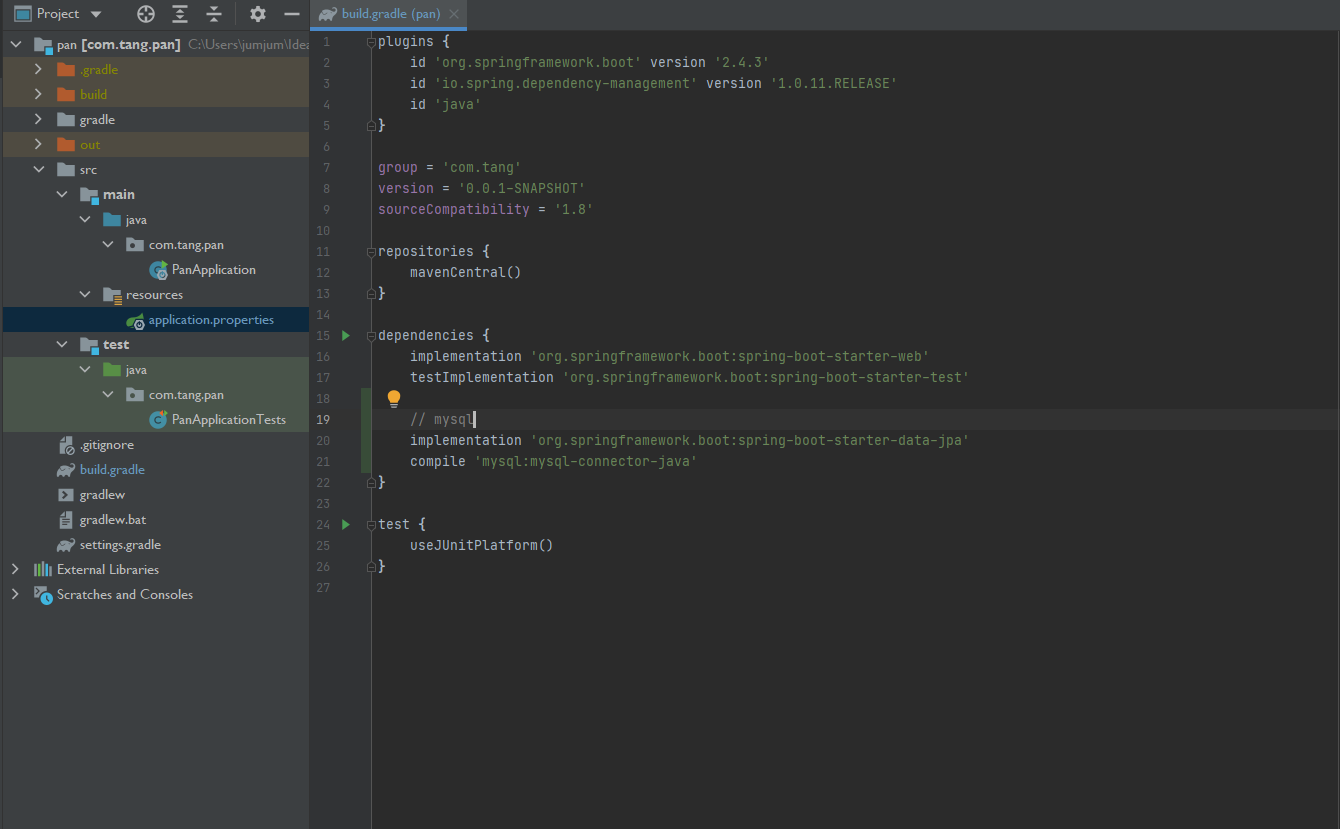 Project
build.gradle (pan)
pan [com.tang.pan] C:\Users\jumjum\Idea
.gradle
build
gradle
out
src
main
java
com.tang.pan
PanApplication
resources
application.properties
test
java
com.tang.pan
PanApplicationTests
.gitignore
build.gradle
gradlew
gradlew.bat
settings.gradle
External Libraries
Scratches and Consoles
1 plugins {
2 id 'org.springframework.boot' version '2.4.3'
3 id 'io.spring.dependency-management' version '1.0.11.RELEASE'
4 id 'java'
5 }
6
7 group = 'com.tang'
8 version = '0.0.1-SNAPSHOT'
9 sourceCompatibility = '1.8'
10
11 repositories {
12 mavenCentral()
13 }
14
15 dependencies {
16 implementation 'org.springframework.boot:spring-boot-starter-web'
17 testImplementation 'org.springframework.boot:spring-boot-starter-test'
18
19 // mysql
20 implementation 'org.springframework.boot:spring-boot-starter-data-jpa'
21 compile 'mysql:mysql-connector-java'
22 }
23
24 test {
25 useJUnitPlatform()
26 }
27